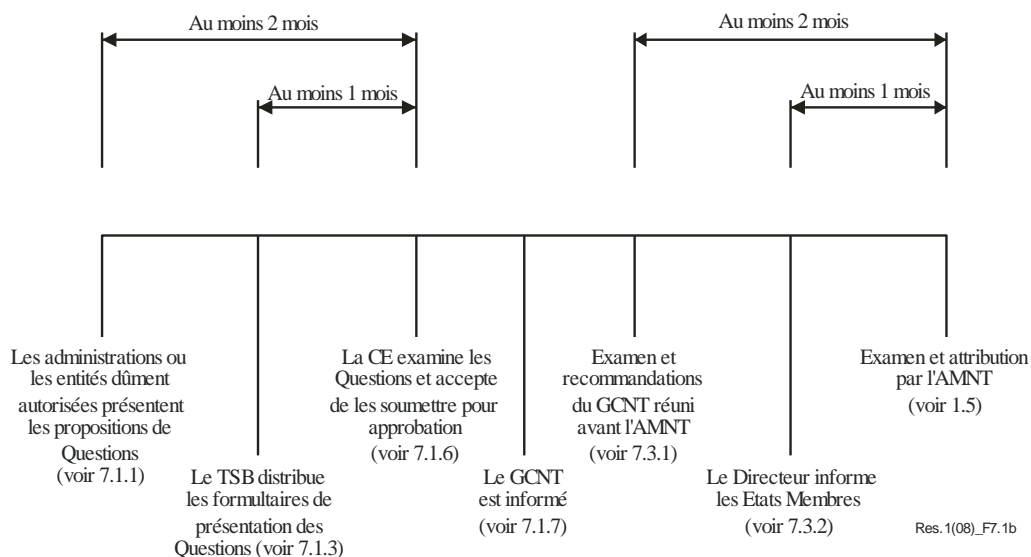 Au moins 2 mois
Au moins 2 mois
Au moins 1 mois
Au moins 1 mois
Les administrations ou
les entités dûment
autorisées présentent
les propositions de
Questions
(voir 7.1.1)
Le TSB distribue
les formultaires de
présentation des
Questions (voir 7.1.3)
La CE examine les
Questions et accepte
de les soumettre pour
approbation
(voir 7.1.6)
Le GCNT
est informé
(voir 7.1.7)
Examen et
recommandations
du GCNT réuni
avant l'AMNT
(voir 7.3.1)
Le Directeur informe
les Etats Membres
(voir 7.3.2)
Examen et attribution
par l'AMNT
(voir 1.5)
Res.1(08)_F7.1b